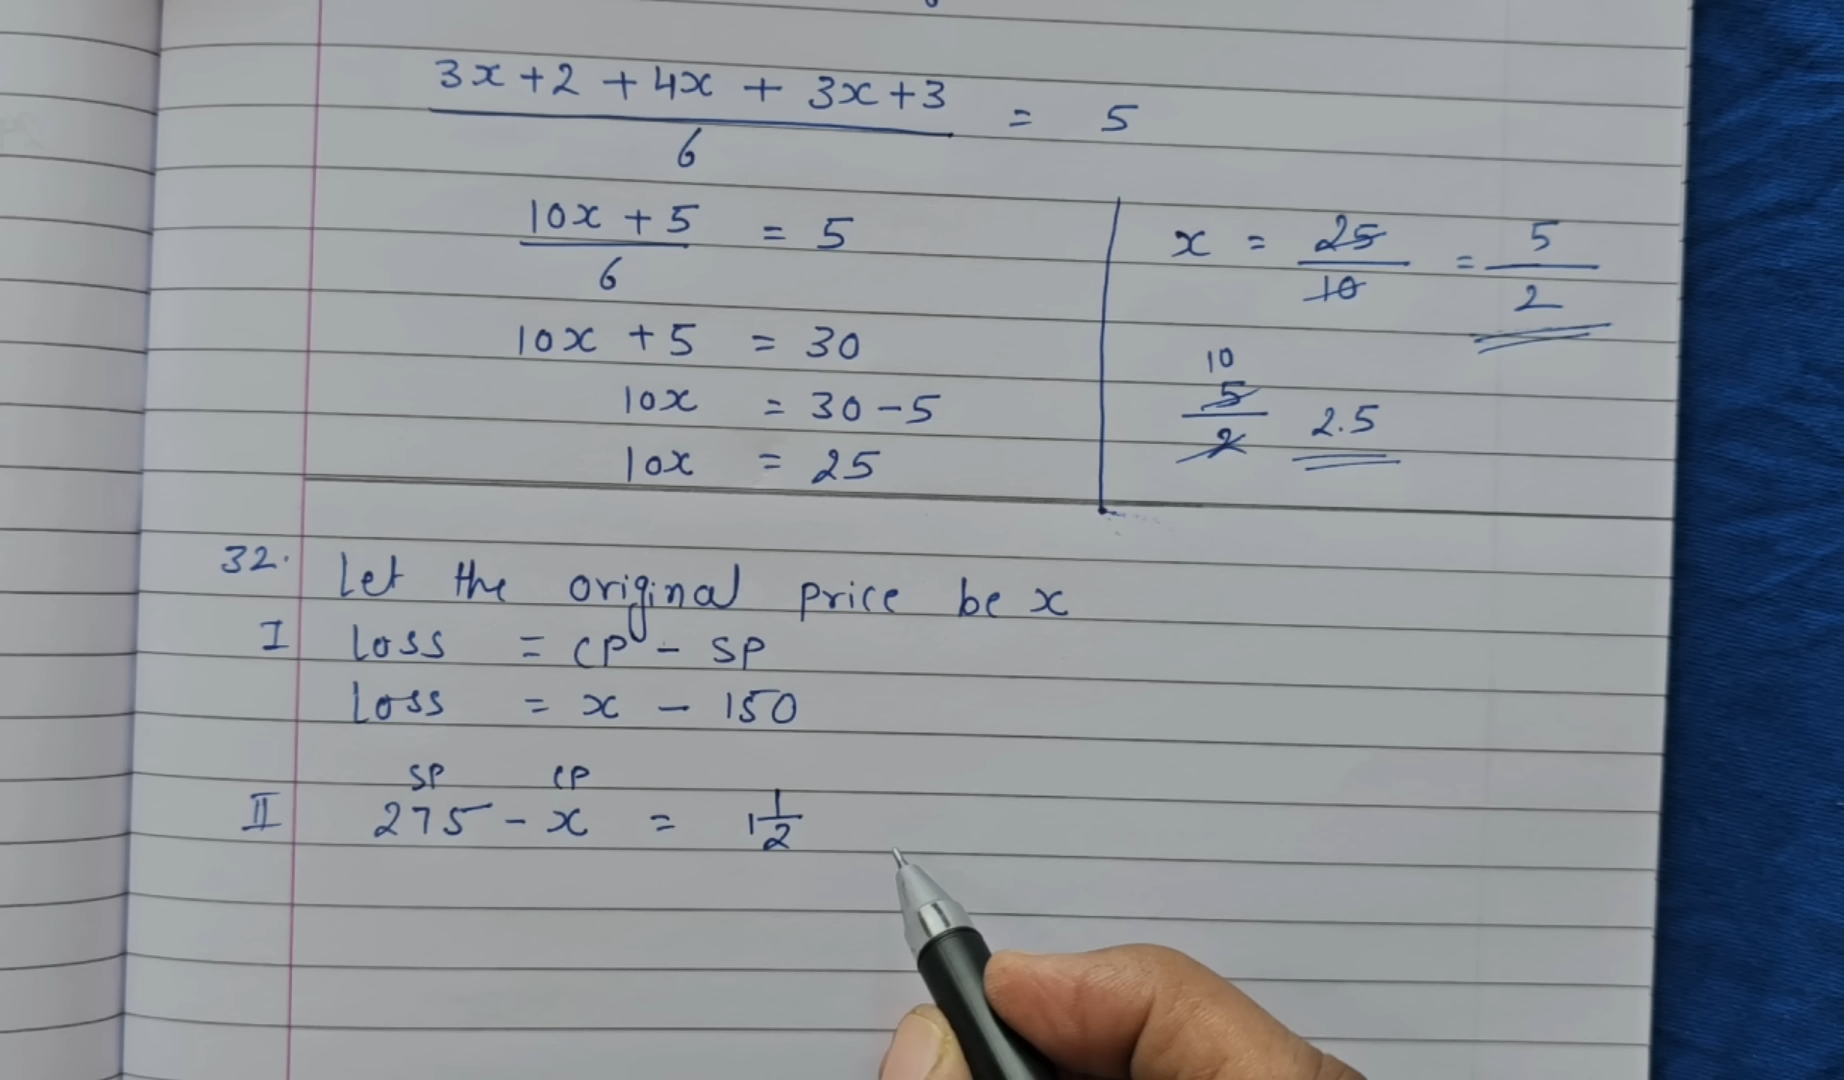 3x+2 + 4x + 3x+3 / 6 = 5
10x + 5 / 6 = 5
10x + 5 = 30
10x = 30 - 5
10x = 25
x = 25 / 10 = 5 / 2
10
5 / 2 2.5
32. Let the original price be x
I Loss = CP - SP
Loss = x - 150
SP CP
II 275 - x = 1 1/2